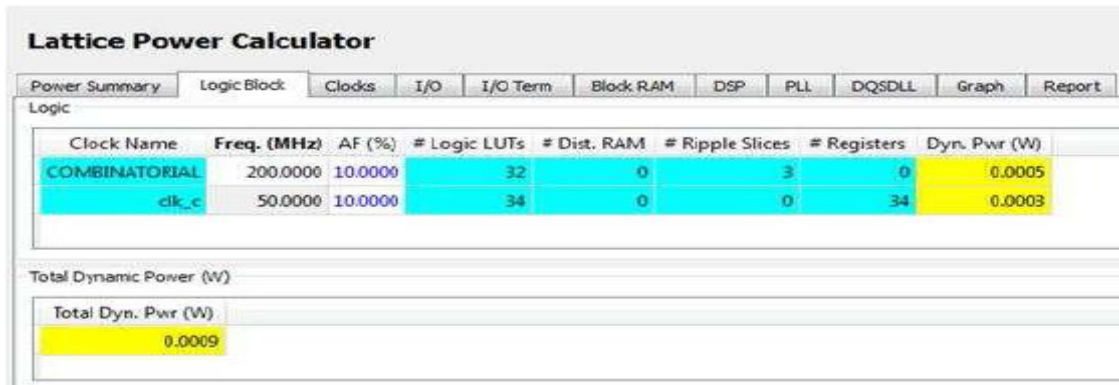 Lattice Power Calculator
Power Summary Logic Block Clocks I/O I/O Term Block RAM DSP PLL DQSDLL Graph Report
Logic
Clock Name Freq. (MHz) AF (%) # Logic LUTs # Dist. RAM # Ripple Slices # Registers Dyn. Pwr (W)
COMBINATORIAL 200.0000 10.0000 32 0 3 0 0.0005
clk_c 50.0000 10.0000 34 0 0 34 0.0003
Total Dynamic Power (W)
Total Dyn. Pwr (W)
0.0009